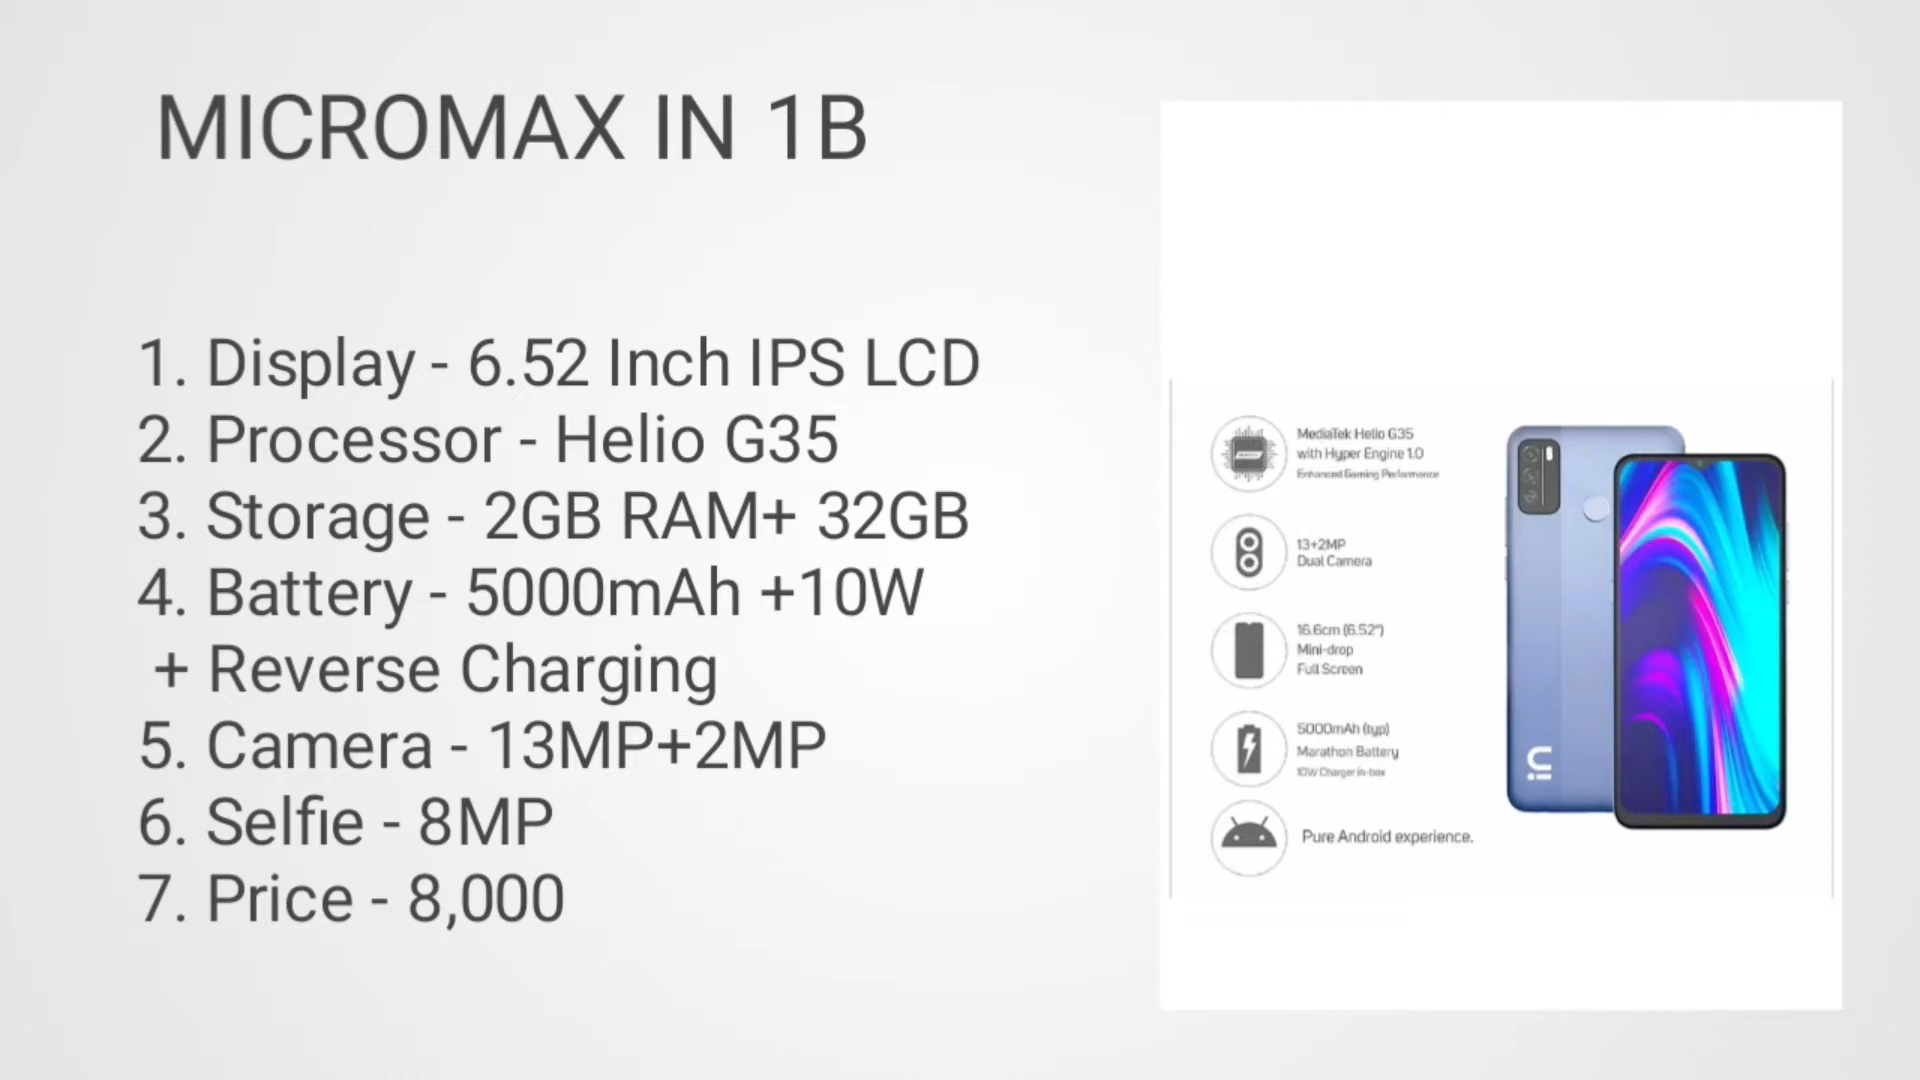 MICROMAX IN 1B
1. Display - 6.52 Inch IPS LCD
2. Processor - Helio G35
3. Storage - 2GB RAM+ 32GB
4. Battery - 5000mAh +10W
+ Reverse Charging
5. Camera - 13MP+2MP
6. Selfie - 8MP
7. Price - 8,000
MediaTek Helio G35
with Hyper Engine 1.0
Enhanced Gaming Performance
13+2MP
Dual Camera
16.6cm (6.52")
Mini-drop
Full Screen
5000mAh (typ)
Marathon Battery
10W Charger in-box
Pure Android experience.
in